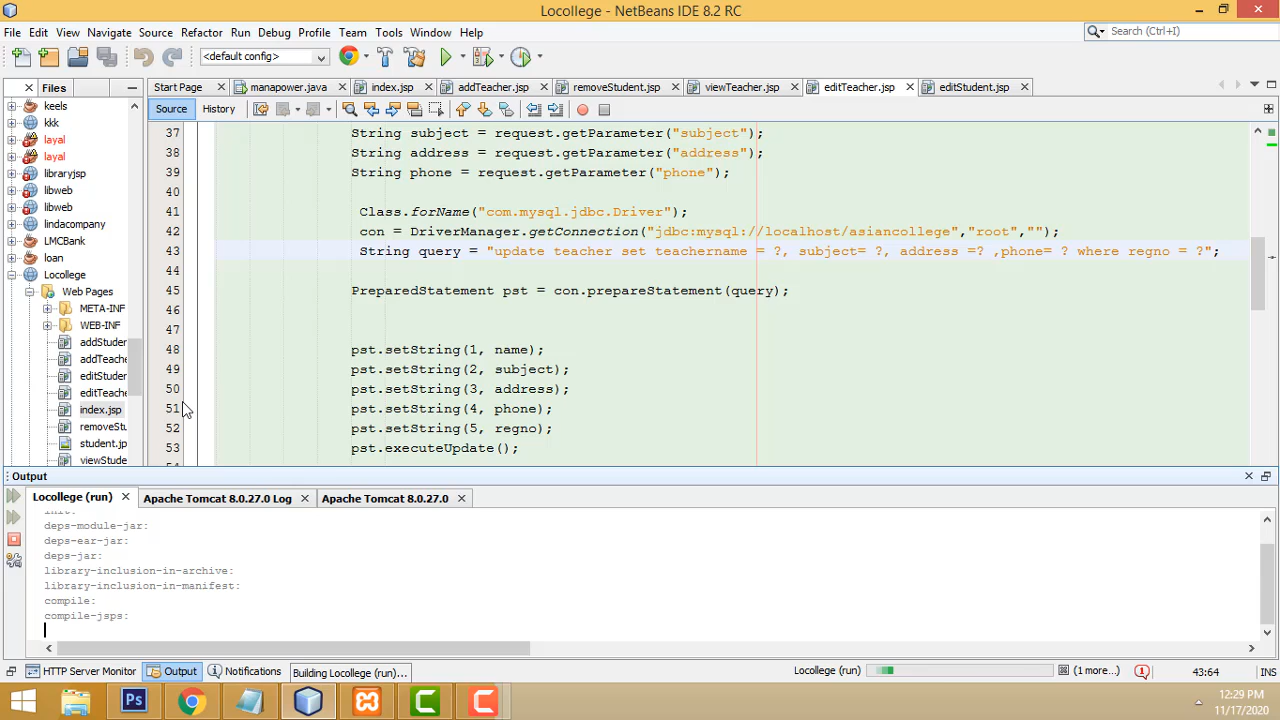 Locollege - NetBeans IDE 8.2 RC
File Edit View Navigate Source Refactor Run Debug Profile Team Tools Window Help
Search (Ctrl+I)
<default config>
Files
Start Page manapower.java index.jsp addTeacher.jsp removeStudent.jsp viewTeacher.jsp editTeacher.jsp editStudent.jsp
Source History
keels
kkk
layal
layal
libraryjsp
libweb
libweb
lindacompany
LMCBank
loan
Locollege
Web Pages
META-INF
WEB-INF
addStuder
addTeache
editStuder
editTeache
index.jsp
removeStu
student.jp
viewStude
37 String subject = request.getParameter("subject");
38 String address = request.getParameter("address");
39 String phone = request.getParameter("phone");
40
41 Class.forName("com.mysql.jdbc.Driver");
42 con = DriverManager.getConnection("jdbc:mysql://localhost/asiancollege","root","");
43 String query = "update teacher set teachername = ?, subject= ?, address =? ,phone= ? where regno = ?";
44
45 PreparedStatement pst = con.prepareStatement(query);
46
47
48 pst.setString(1, name);
49 pst.setString(2, subject);
50 pst.setString(3, address);
51 pst.setString(4, phone);
52 pst.setString(5, regno);
53 pst.executeUpdate();
Output
Locollege (run) Apache Tomcat 8.0.27.0 Log Apache Tomcat 8.0.27.0
init:
deps-module-jar:
deps-ear-jar:
deps-jar:
library-inclusion-in-archive:
library-inclusion-in-manifest:
compile:
compile-jsps:
HTTP Server Monitor Output Notifications Building Locollege (run)... Locollege (run) (1 more...) 1 43:64 INS
Ps
12:29 PM
11/17/2020